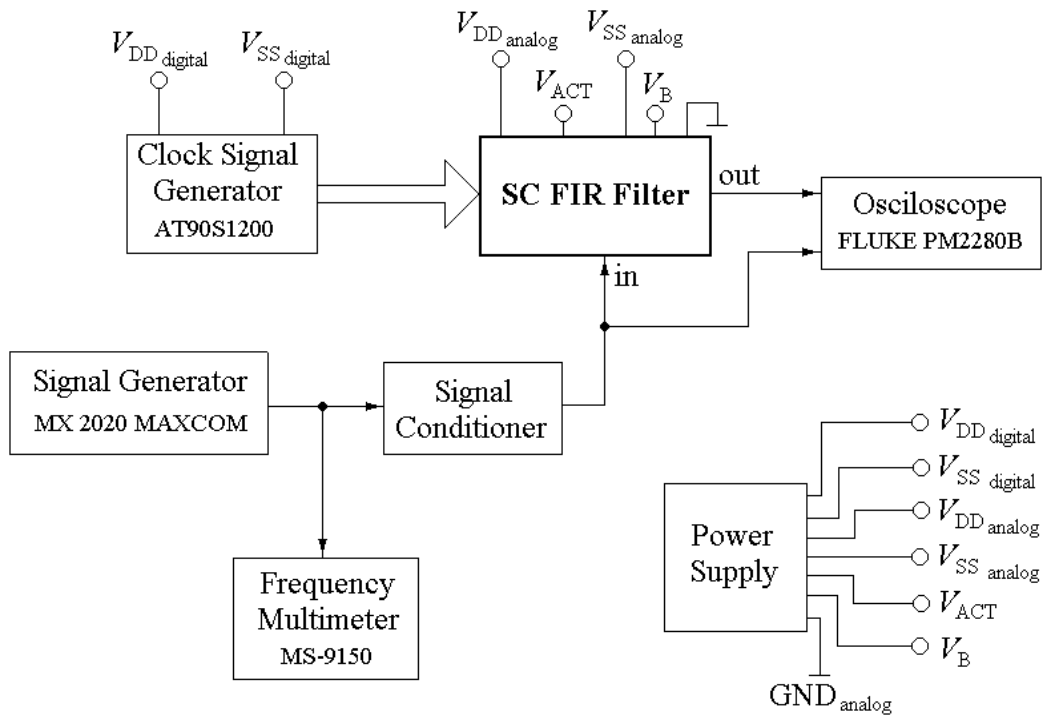 VDD digital
VSS digital
VDD analog
VSS analog
VACT
VB
Clock Signal
Generator
AT90S1200
SC FIR Filter
out
in
Osciloscope
FLUKE PM2280B
Signal Generator
MX 2020 MAXCOM
Signal
Conditioner
Frequency
Multimeter
MS-9150
Power
Supply
VDD digital
VSS digital
VDD analog
VSS analog
VACT
VB
GNDanalog